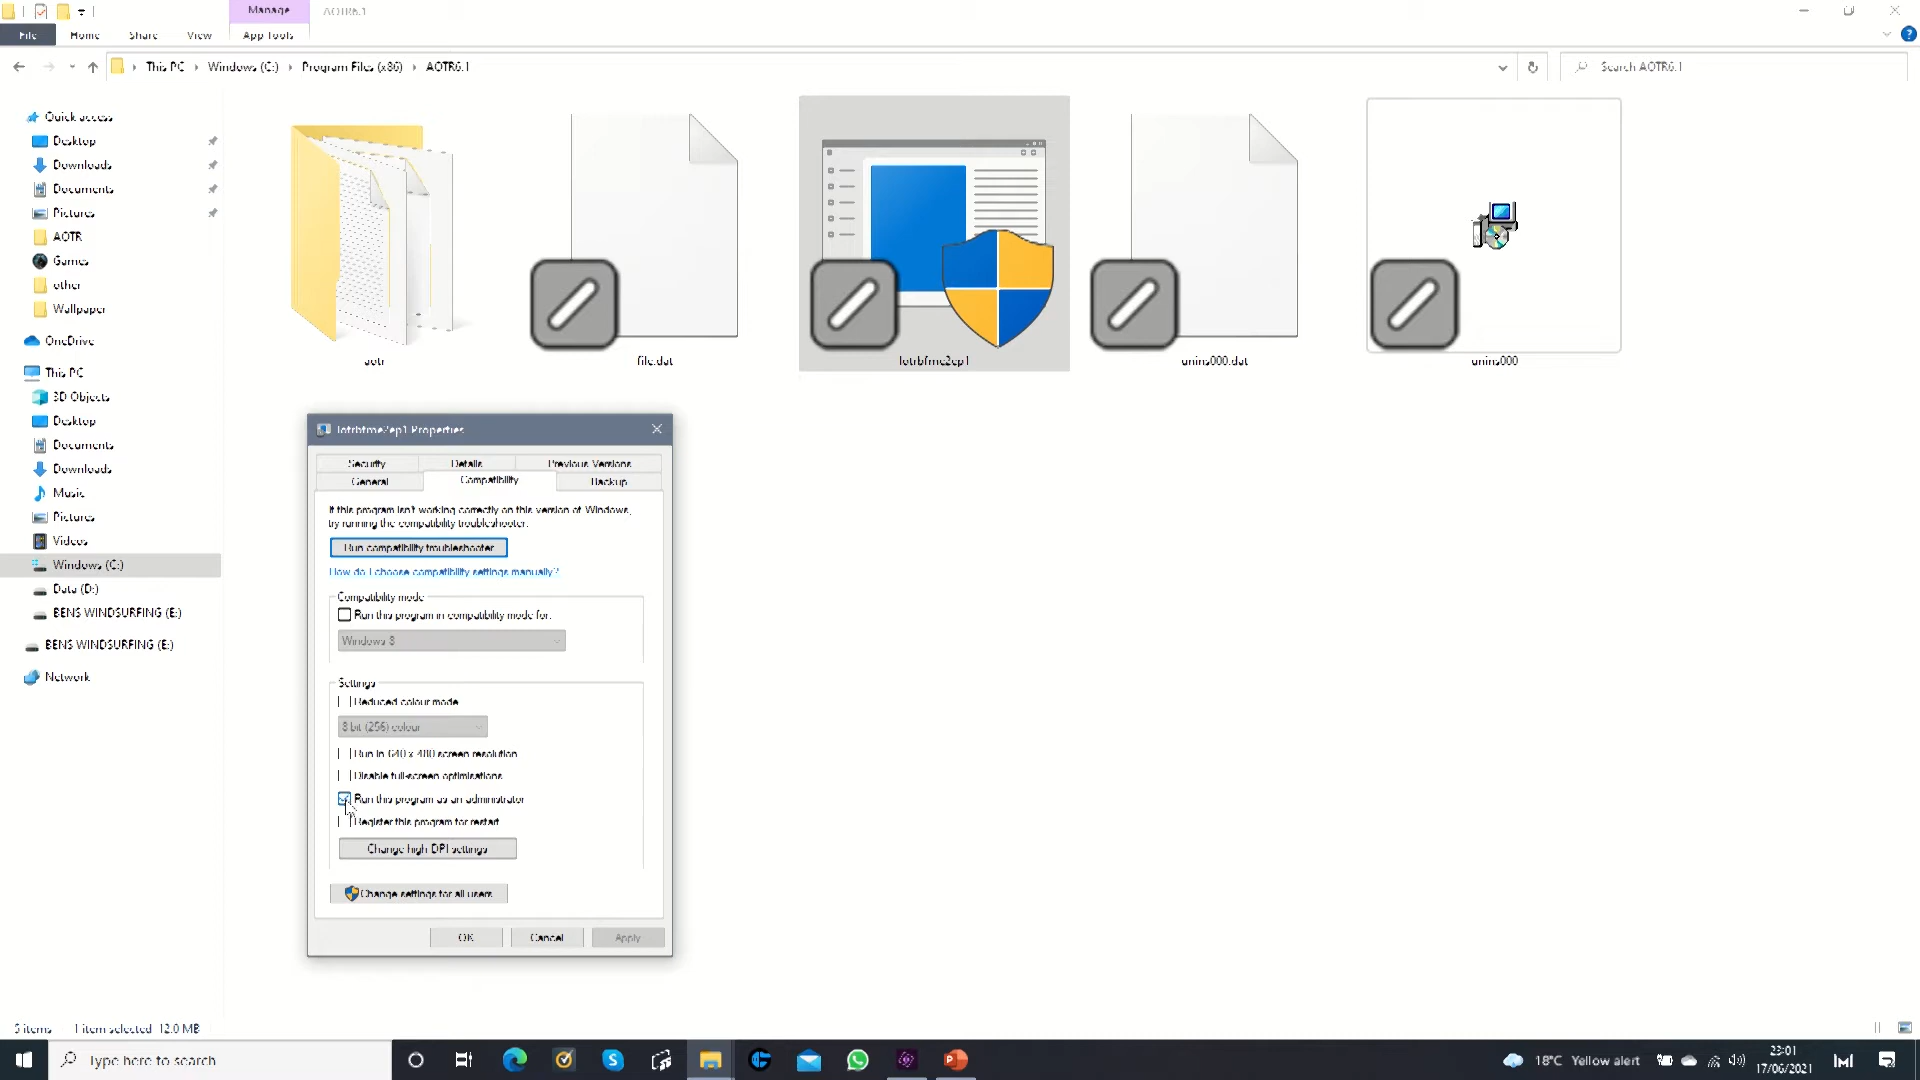 Manage
AOTR6.1
File
Home
Share
View
App Tools
This PC
Windows (C:)
Program Files (x86)
AOTR6.1
Search AOTR6.1
Quick access
Desktop
Downloads
Documents
Pictures
AOTR
Games
other
Wallpaper
OneDrive
This PC
3D Objects
Desktop
Documents
Downloads
Music
Pictures
Videos
Windows (C:)
Data (D:)
BENS WINDSURFING (E:)
BENS WINDSURFING (E:)
Network
aotr
file.dat
lotrbfme2ep1
unins000.dat
unins000
lotrbfme2ep1 Properties
Security
Details
Previous Versions
General
Compatibility
Backup
If this program isn't working correctly on this version of Windows,
try running the compatibility troubleshooter.
Run compatibility troubleshooter
How do I choose compatibility settings manually?
Compatibility mode
Run this program in compatibility mode for:
Windows 8
Settings
Reduced colour mode
8-bit (256) colour
Run in 640 x 480 screen resolution
Disable full-screen optimisations
Run this program as an administrator
Register this program for restart
Change high DPI settings
Change settings for all users
OK
Cancel
Apply
5 items
1 item selected 12.0 MB
Type here to search
18°C Yellow alert
23:01
17/06/2021